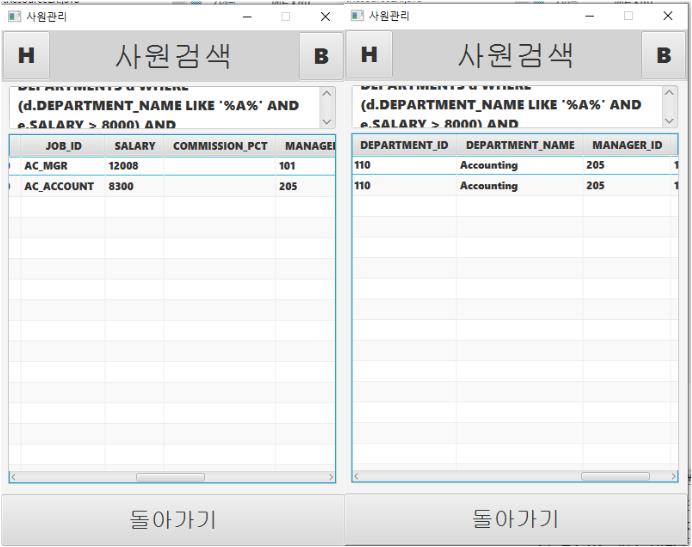 사원관리
H
사원검색
B
DEPARTMENTS d WHERE
(d.DEPARTMENT_NAME LIKE '%A%' AND
e.SALARY > 8000) AND
JOB_ID SALARY COMMISSION_PCT MANAGE
AC_MGR 12008 101
AC_ACCOUNT 8300 205
돌아가기
사원관리
H
사원검색
B
DEPARTMENTS d WHERE
(d.DEPARTMENT_NAME LIKE '%A%' AND
e.SALARY > 8000) AND
DEPARTMENT_ID DEPARTMENT_NAME MANAGER_ID
110 Accounting 205 1
110 Accounting 205 1
돌아가기